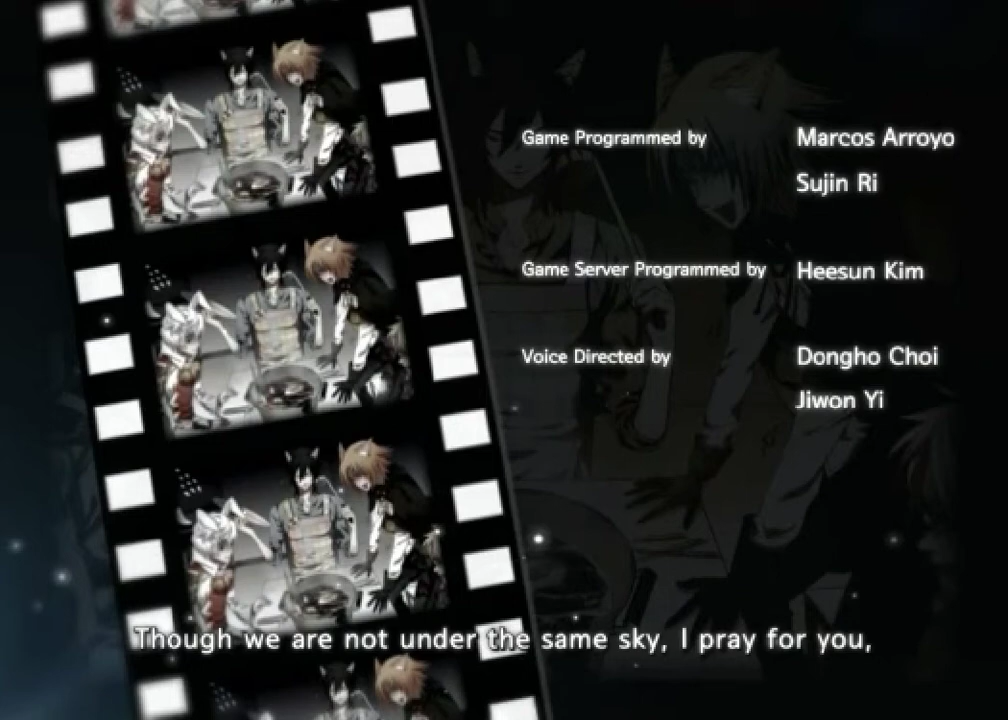 Game Programmed by Marcos Arroyo
Sujin Ri
Game Server Programmed by Heesun Kim
Voice Directed by Dongho Choi
Jiwon Yi
Though we are not under the same sky, I pray for you,